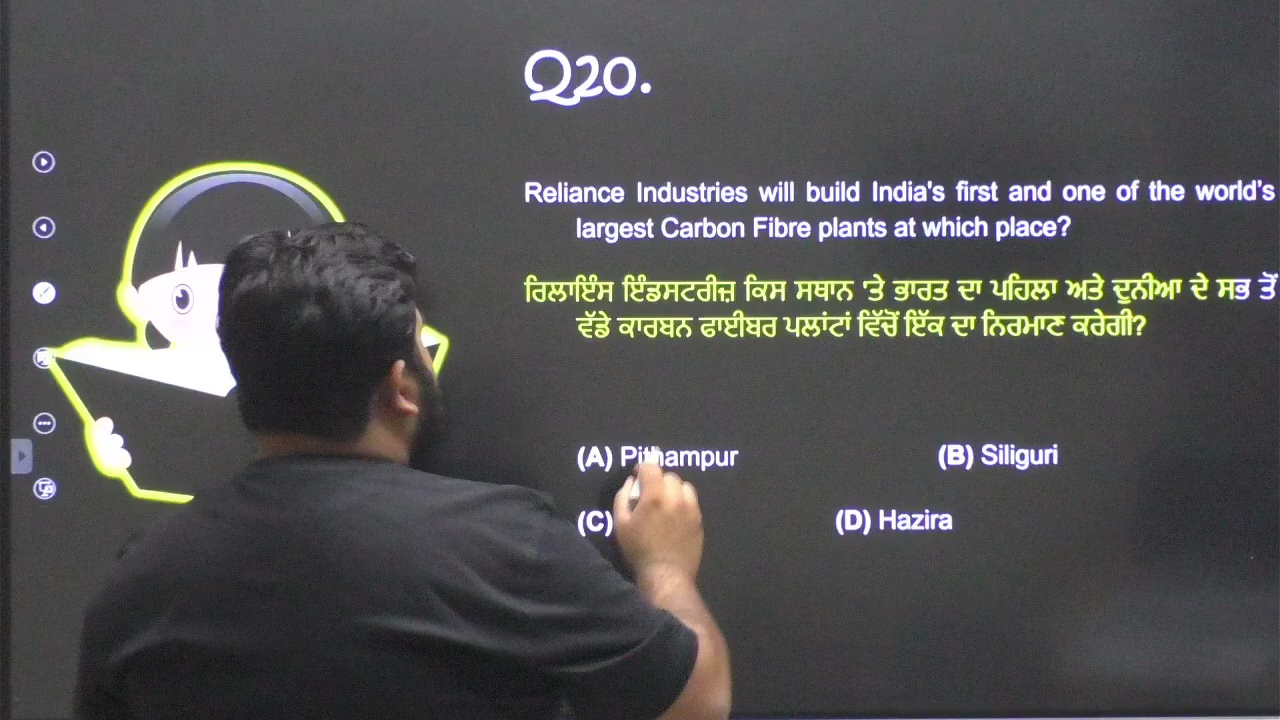 Q20.
Reliance Industries will build India's first and one of the world's
largest Carbon Fibre plants at which place?
ਰਿਲਾਇੰਸ ਇੰਡਸਟਰੀਜ਼ ਕਿਸ ਸਥਾਨ 'ਤੇ ਭਾਰਤ ਦਾ ਪਹਿਲਾ ਅਤੇ ਦੁਨੀਆ ਦੇ ਸਭ ਤੋਂ
ਵੱਡੇ ਕਾਰਬਨ ਫਾਈਬਰ ਪਲਾਂਟਾਂ ਵਿੱਚੋਂ ਇੱਕ ਦਾ ਨਿਰਮਾਣ ਕਰੇਗੀ?
(A) Pithampur (B) Siliguri
(C) (D) Hazira